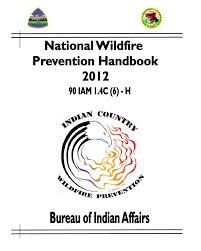 National Wildfire
Prevention Handbook
2012
90 IAM 1.4C (6) - H
INDIAN COUNTRY
WILDFIRE PREVENTION
Bureau of Indian Affairs